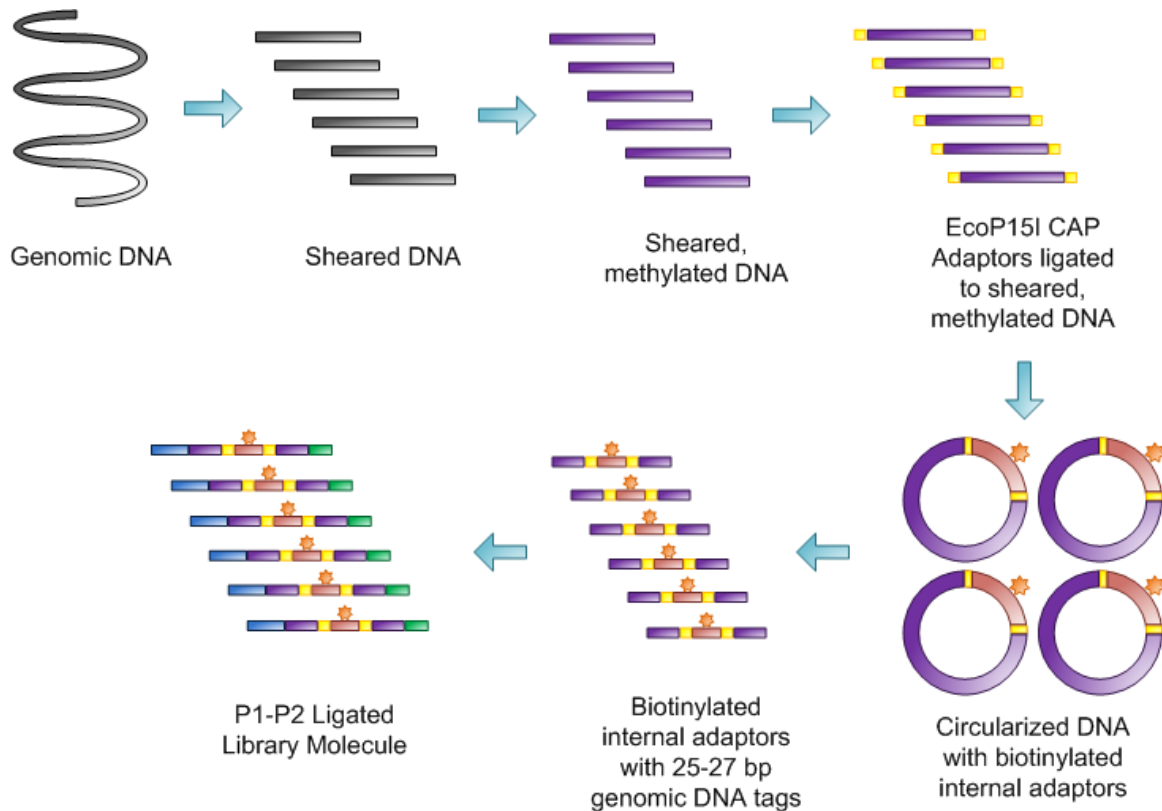 Genomic DNA
Sheared DNA
Sheared,
methylated DNA
EcoP15I CAP
Adaptors ligated
to sheared,
methylated DNA
P1-P2 Ligated
Library Molecule
Biotinylated
internal adaptors
with 25-27 bp
genomic DNA tags
Circularized DNA
with biotinylated
internal adaptors